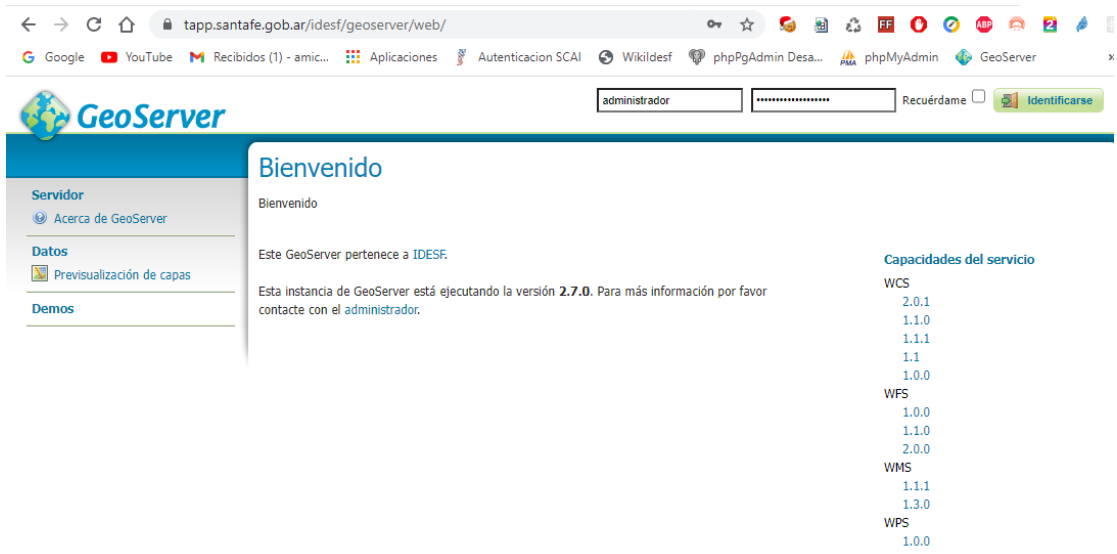 tapp.santafe.gob.ar/idesf/geoserver/web/
FF
ABP
2
G Google YouTube Recibidos (1) - amic... Aplicaciones Autenticacion SCAI WikiIdesf phpPgAdmin Desa... PMA phpMyAdmin GeoServer »
GeoServer
administrador •••••••••••••••••• Recuérdame Identificarse
Bienvenido
Servidor
Acerca de GeoServer
Datos
Previsualización de capas
Demos
Bienvenido
Este GeoServer pertenece a IDESF.
Esta instancia de GeoServer está ejecutando la versión 2.7.0. Para más información por favor
contacte con el administrador.
Capacidades del servicio
WCS
2.0.1
1.1.0
1.1.1
1.1
1.0.0
WFS
1.0.0
1.1.0
2.0.0
WMS
1.1.1
1.3.0
WPS
1.0.0